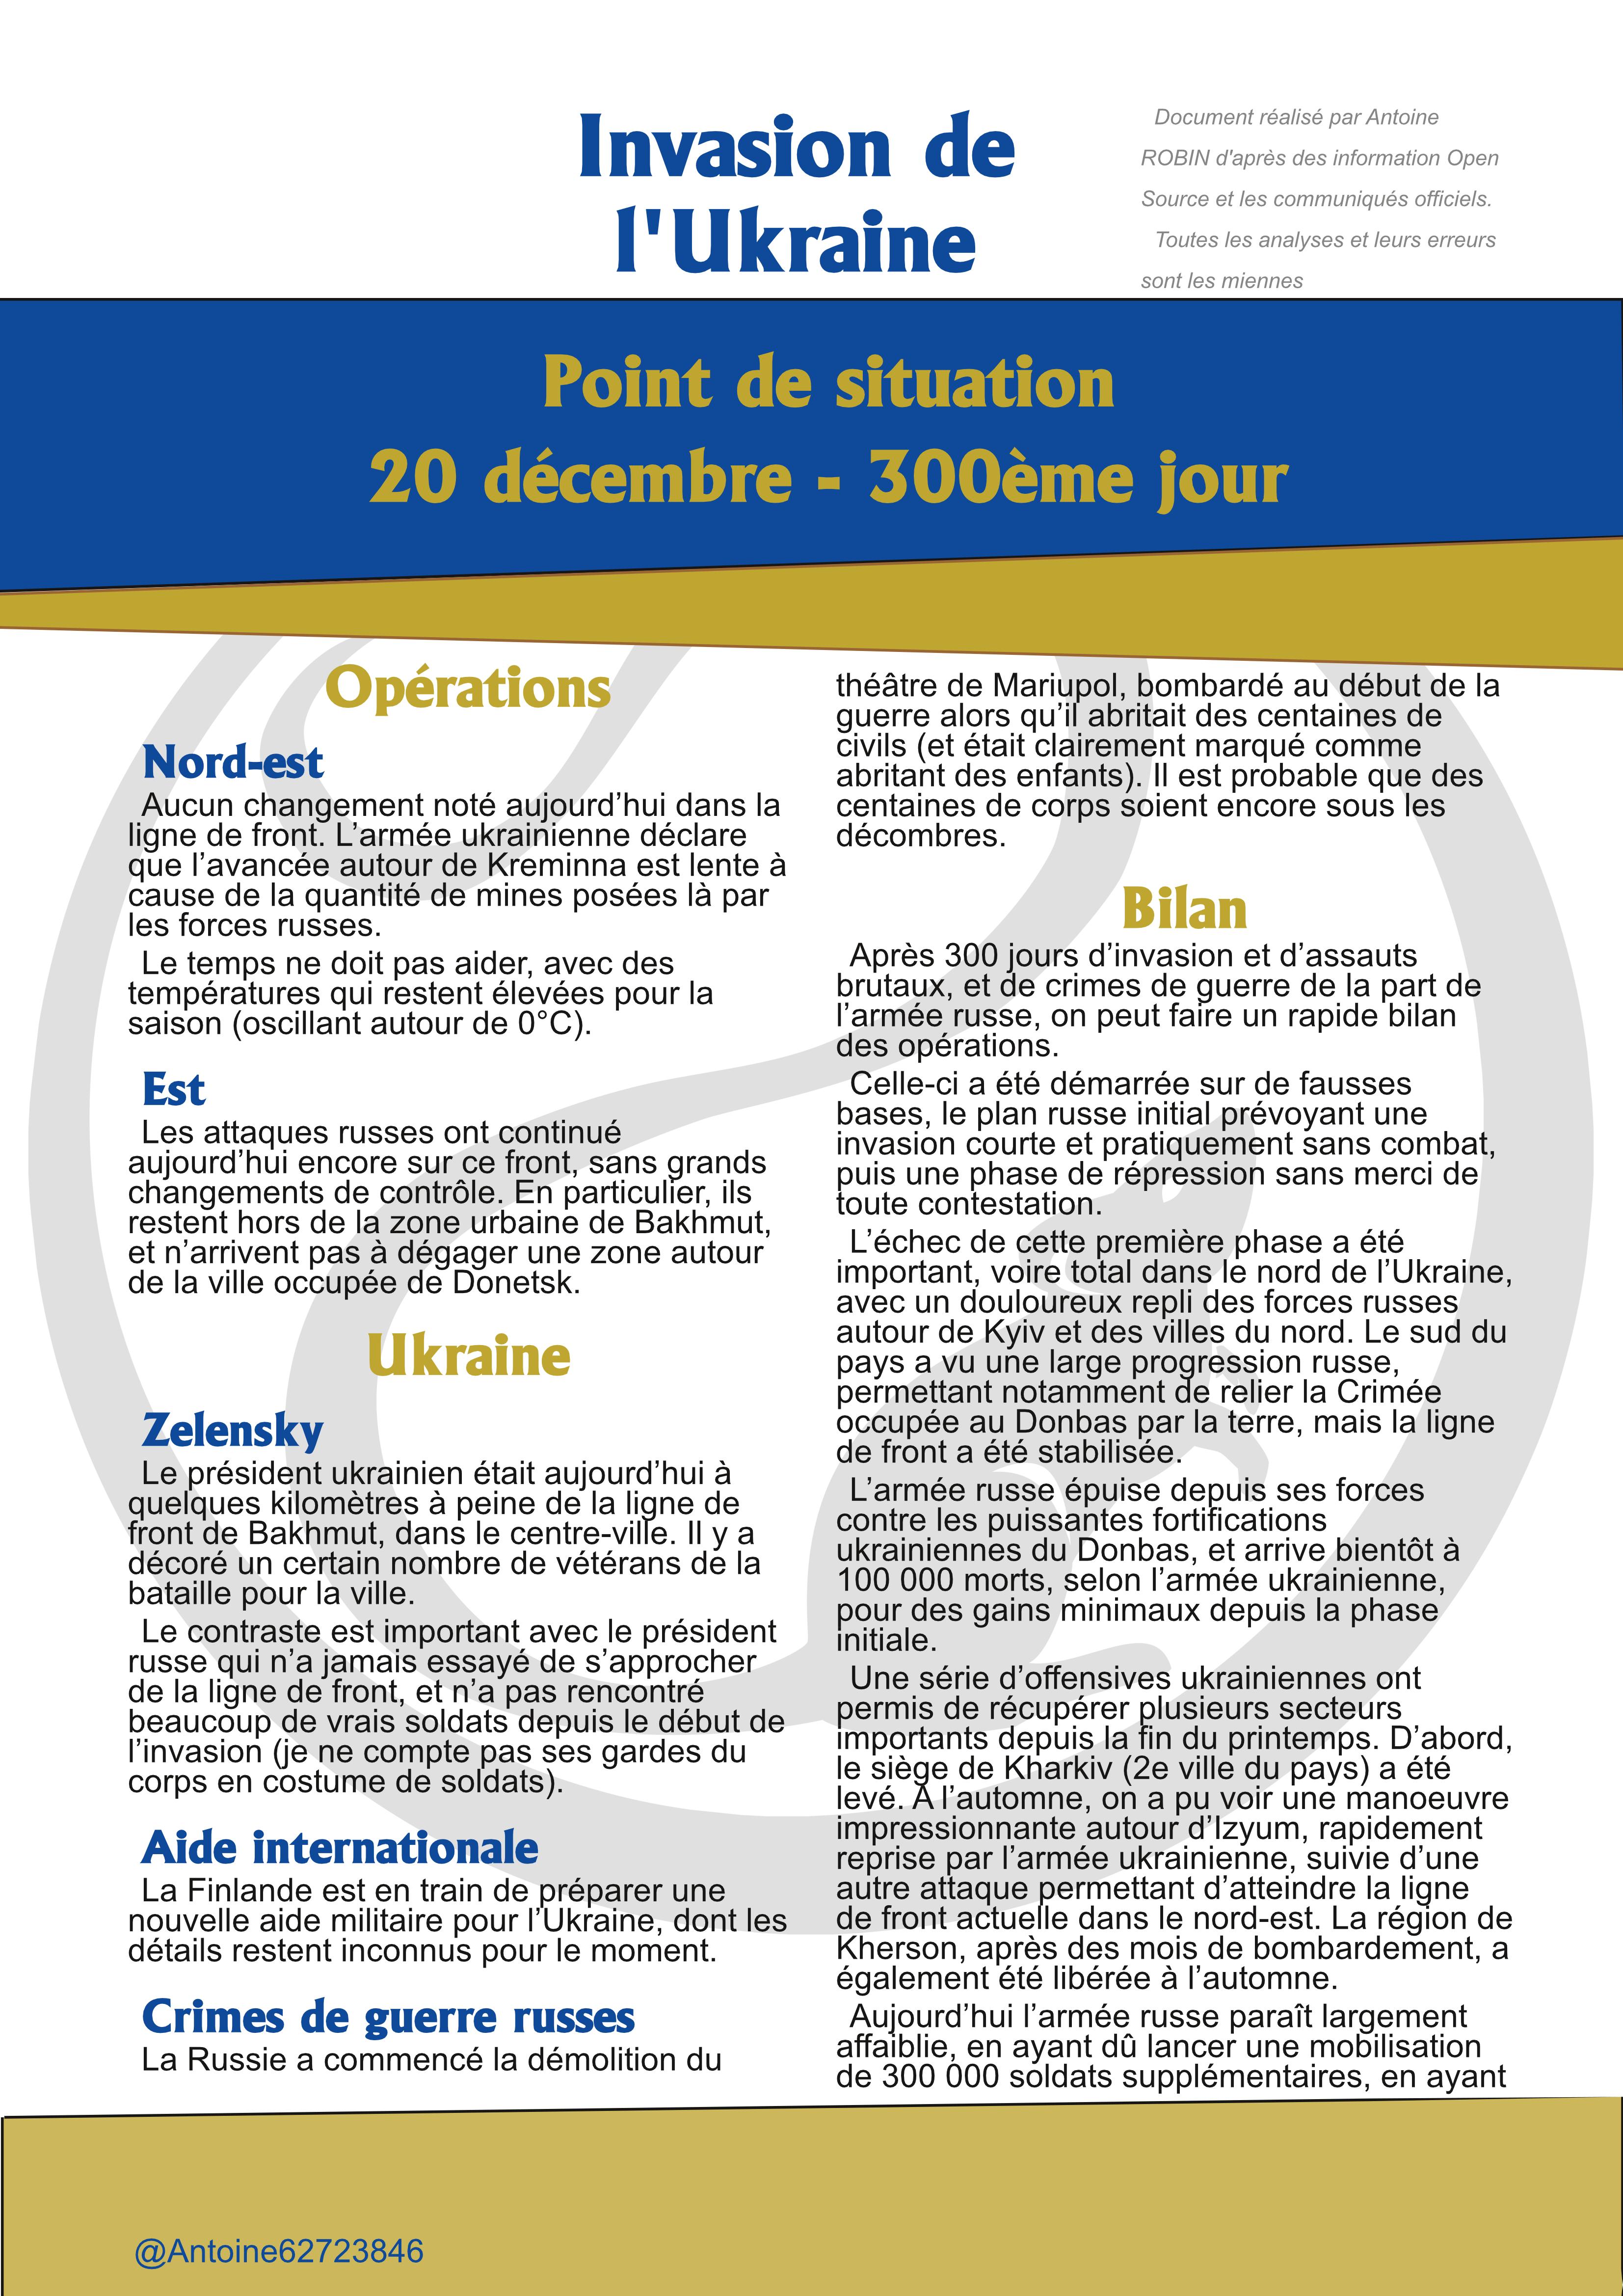 Invasion de
l'Ukraine
Document réalisé par Antoine
ROBIN d'après des information Open
Source et les communiqués officiels.
Toutes les analyses et leurs erreurs
sont les miennes
Point de situation
20 décembre - 300ème jour
Opérations
Nord-est
Aucun changement noté aujourd’hui dans la
ligne de front. L’armée ukrainienne déclare
que l’avancée autour de Kreminna est lente à
cause de la quantité de mines posées là par
les forces russes.
Le temps ne doit pas aider, avec des
températures qui restent élevées pour la
saison (oscillant autour de 0°C).
Est
Les attaques russes ont continué
aujourd’hui encore sur ce front, sans grands
changements de contrôle. En particulier, ils
restent hors de la zone urbaine de Bakhmut,
et n’arrivent pas à dégager une zone autour
de la ville occupée de Donetsk.
Ukraine
Zelensky
Le président ukrainien était aujourd’hui à
quelques kilomètres à peine de la ligne de
front de Bakhmut, dans le centre-ville. Il y a
décoré un certain nombre de vétérans de la
bataille pour la ville.
Le contraste est important avec le président
russe qui n’a jamais essayé de s’approcher
de la ligne de front, et n’a pas rencontré
beaucoup de vrais soldats depuis le début de
l’invasion (je ne compte pas ses gardes du
corps en costume de soldats).
Aide internationale
La Finlande est en train de préparer une
nouvelle aide militaire pour l’Ukraine, dont les
détails restent inconnus pour le moment.
Crimes de guerre russes
La Russie a commencé la démolition du
théâtre de Mariupol, bombardé au début de la
guerre alors qu’il abritait des centaines de
civils (et était clairement marqué comme
abritant des enfants). Il est probable que des
centaines de corps soient encore sous les
décombres.
Bilan
Après 300 jours d’invasion et d’assauts
brutaux, et de crimes de guerre de la part de
l’armée russe, on peut faire un rapide bilan
des opérations.
Celle-ci a été démarrée sur de fausses
bases, le plan russe initial prévoyant une
invasion courte et pratiquement sans combat,
puis une phase de répression sans merci de
toute contestation.
L’échec de cette première phase a été
important, voire total dans le nord de l’Ukraine,
avec un douloureux repli des forces russes
autour de Kyiv et des villes du nord. Le sud du
pays a vu une large progression russe,
permettant notamment de relier la Crimée
occupée au Donbas par la terre, mais la ligne
de front a été stabilisée.
L’armée russe épuise depuis ses forces
contre les puissantes fortifications
ukrainiennes du Donbas, et arrive bientôt à
100 000 morts, selon l’armée ukrainienne,
pour des gains minimaux depuis la phase
initiale.
Une série d’offensives ukrainiennes ont
permis de récupérer plusieurs secteurs
importants depuis la fin du printemps. D’abord,
le siège de Kharkiv (2e ville du pays) a été
levé. A l’automne, on a pu voir une manoeuvre
impressionnante autour d’Izyum, rapidement
reprise par l’armée ukrainienne, suivie d’une
autre attaque permettant d’atteindre la ligne
de front actuelle dans le nord-est. La région de
Kherson, après des mois de bombardement, a
également été libérée à l’automne.
Aujourd’hui l’armée russe paraît largement
affaiblie, en ayant dû lancer une mobilisation
de 300 000 soldats supplémentaires, en ayant
@Antoine62723846